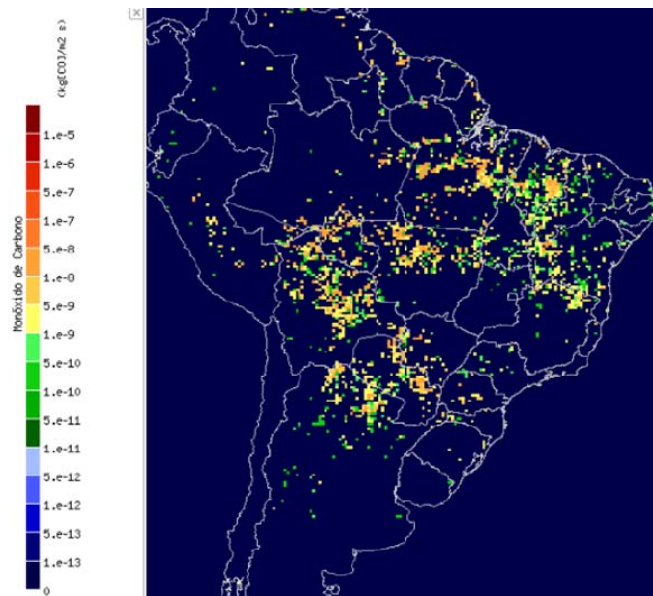 (kg[CO]/m2 s)
Monóxido de Carbono
1.e-5
1.e-6
5.e-7
1.e-7
5.e-8
1.e-0
5.e-9
1.e-9
5.e-10
1.e-10
5.e-11
1.e-11
5.e-12
1.e-12
5.e-13
1.e-13
0